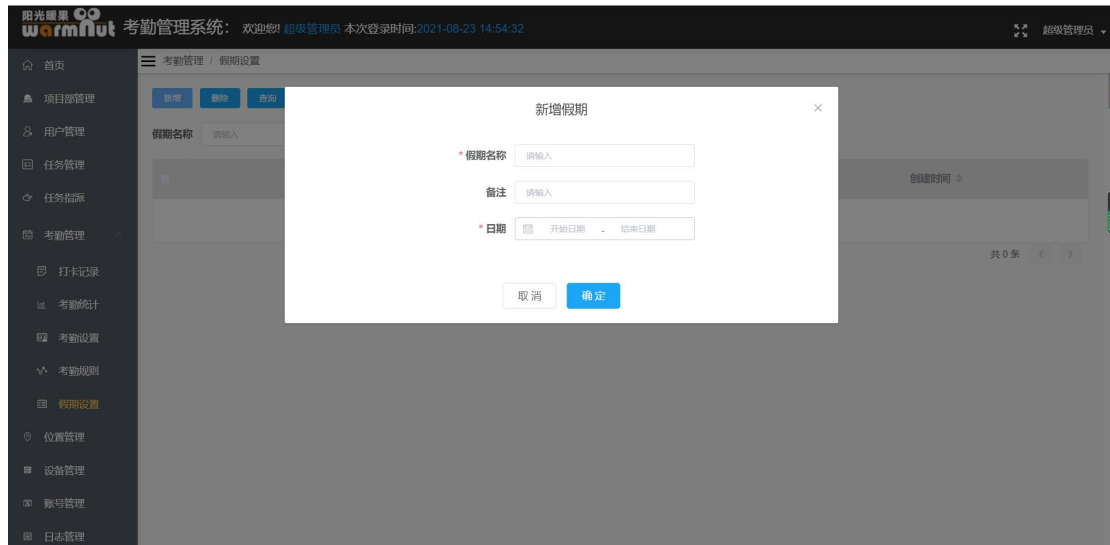 阳光暖果
warmnut 考勤管理系统： 欢迎您! 超级管理员 本次登录时间:2021-08-23 14:54:32 超级管理员
首页
考勤管理 / 假期设置
项目部管理
新增 删除 查询
新增假期
用户管理
假期名称 请输入
* 假期名称 请输入
任务管理
创建时间
任务指派
备注 请输入
考勤管理
* 日期 开始日期 - 结束日期
共 0 条
打卡记录
考勤统计
取消 确定
考勤设置
考勤规则
假期设置
位置管理
设备管理
账号管理
日志管理